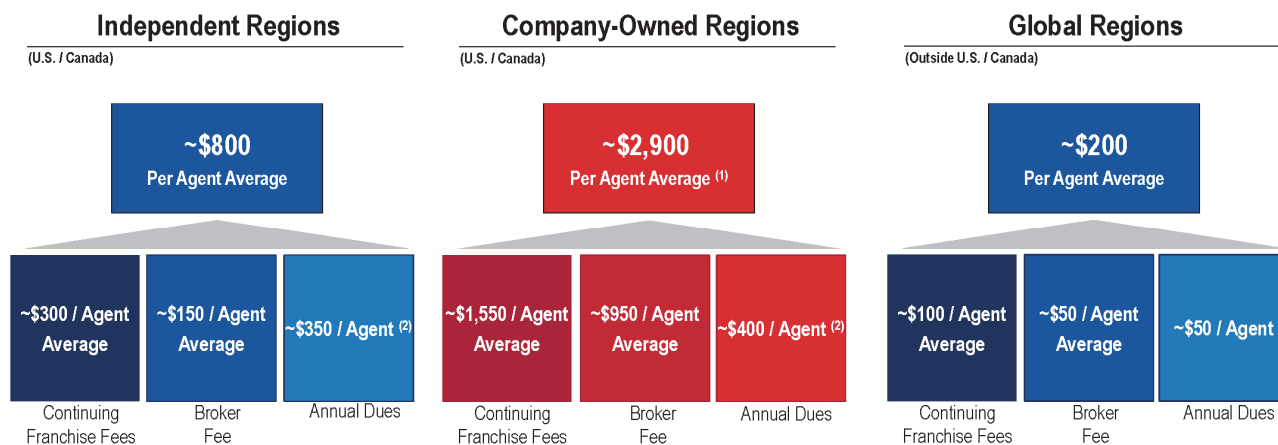 Independent Regions
(U.S. / Canada)
~$800
Per Agent Average
~$300 / Agent
Average
~$150 / Agent
Average
~$350 / Agent (2)
Continuing
Franchise Fees
Broker
Fee
Annual Dues
Company-Owned Regions
(U.S. / Canada)
~$2,900
Per Agent Average (1)
~$1,550 / Agent
Average
~$950 / Agent
Average
~$400 / Agent (2)
Continuing
Franchise Fees
Broker
Fee
Annual Dues
Global Regions
(Outside U.S. / Canada)
~$200
Per Agent Average
~$100 / Agent
Average
~$50 / Agent
Average
~$50 / Agent
Continuing
Franchise Fees
Broker
Fee
Annual Dues